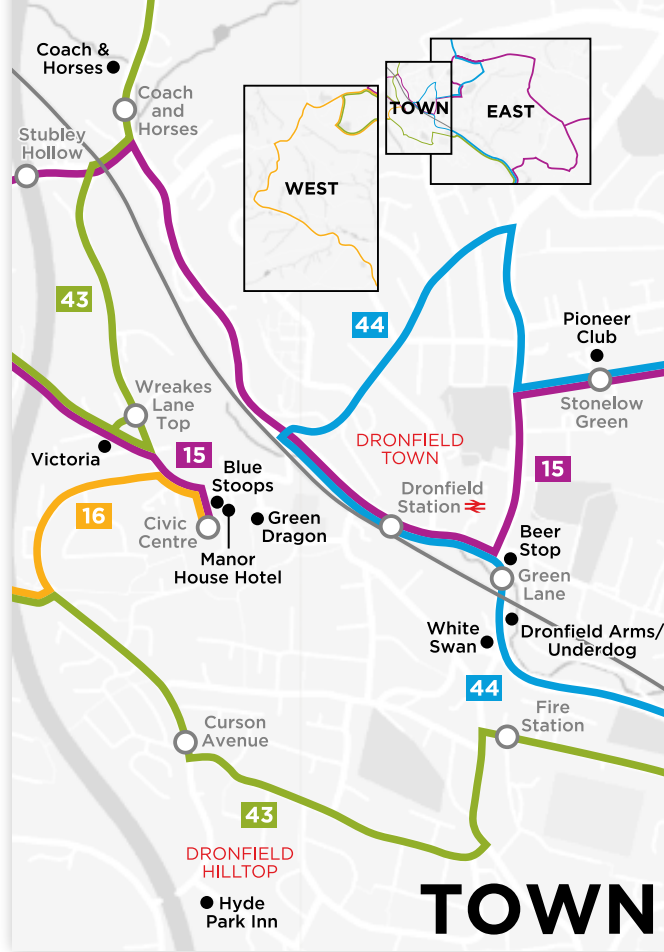 Coach &
Horses
Coach
and
Horses
Stubley
Hollow
TOWN
EAST
WEST
43
44
Pioneer
Club
Stonelow
Green
Wreakes
Lane
Top
Victoria
15
DRONFIELD
TOWN
15
Blue
Stoops
Dronfield
Station
16
Civic
Centre
Green
Dragon
Manor
House Hotel
Beer
Stop
Green
Lane
White
Swan
Dronfield Arms/
Underdog
44
Fire
Station
Curson
Avenue
43
DRONFIELD
HILLTOP
Hyde
Park Inn
TOWN